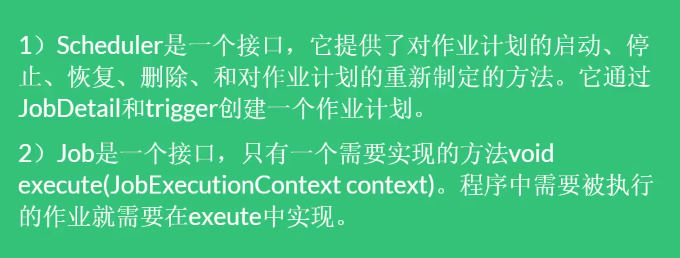 1）Scheduler是一个接口，它提供了对作业计划的启动、停
止、恢复、删除、和对作业计划的重新制定的方法。它通过
JobDetail和trigger创建一个作业计划。
2）Job是一个接口，只有一个需要实现的方法void
execute(JobExecutionContext context)。程序中需要被执行
的作业就需要在exeute中实现。